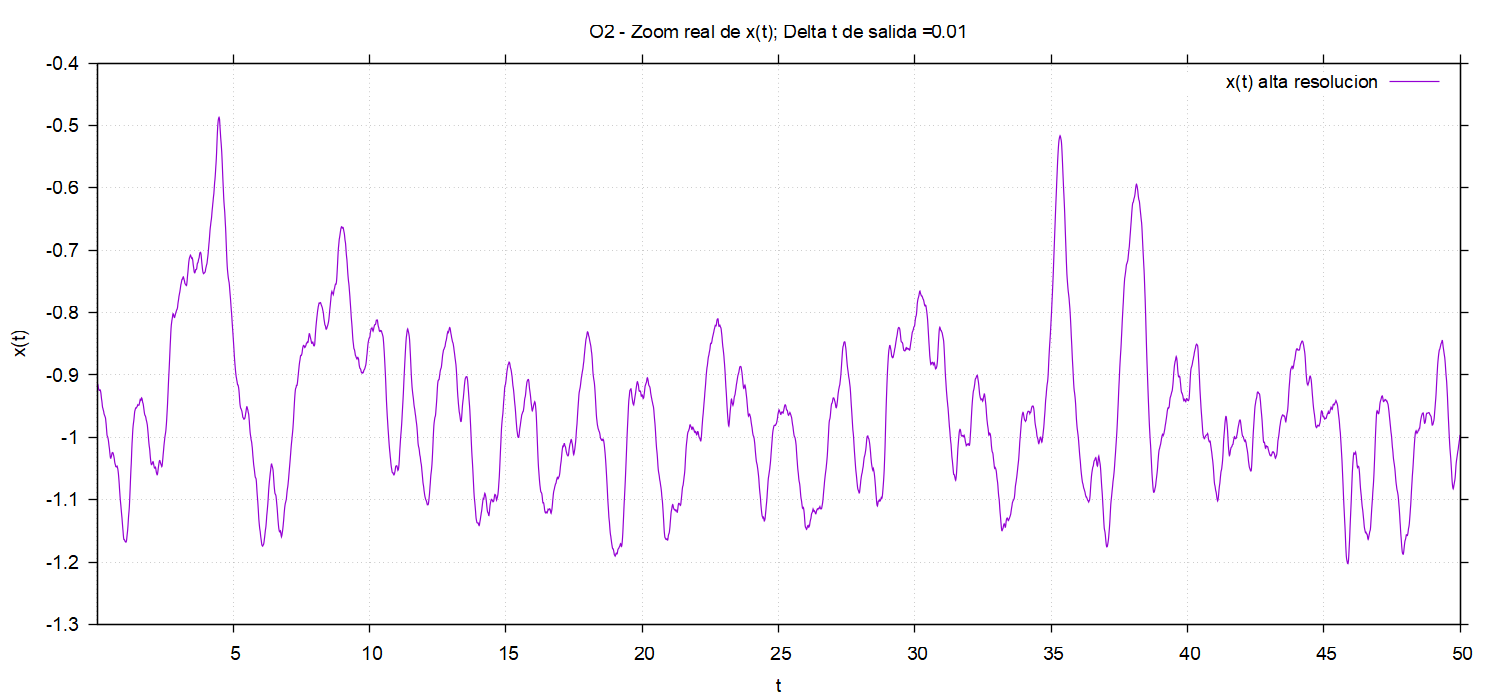 O2 - Zoom real de x(t); Delta t de salida =0.01
x(t) alta resolucion
-0.4
-0.5
-0.6
-0.7
-0.8
-0.9
-1
-1.1
-1.2
-1.3
x(t)
5 10 15 20 25 30 35 40 45 50
t